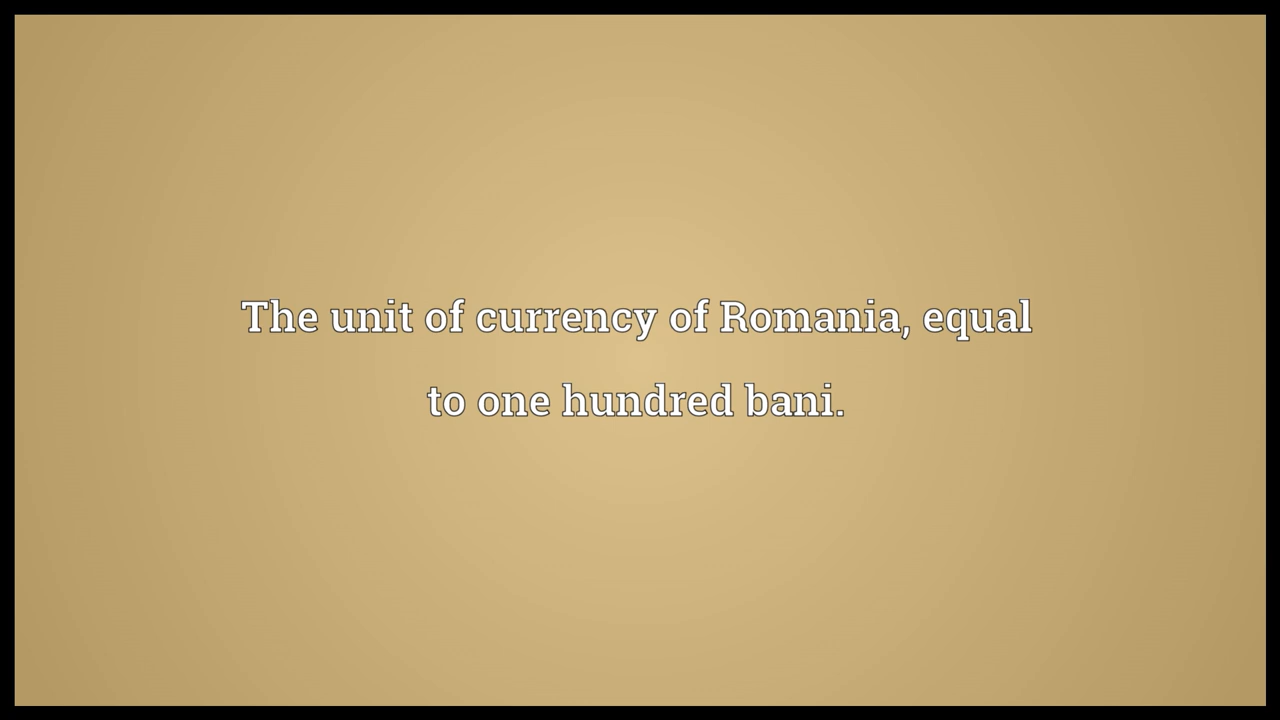 The unit of currency of Romania, equal
to one hundred bani.